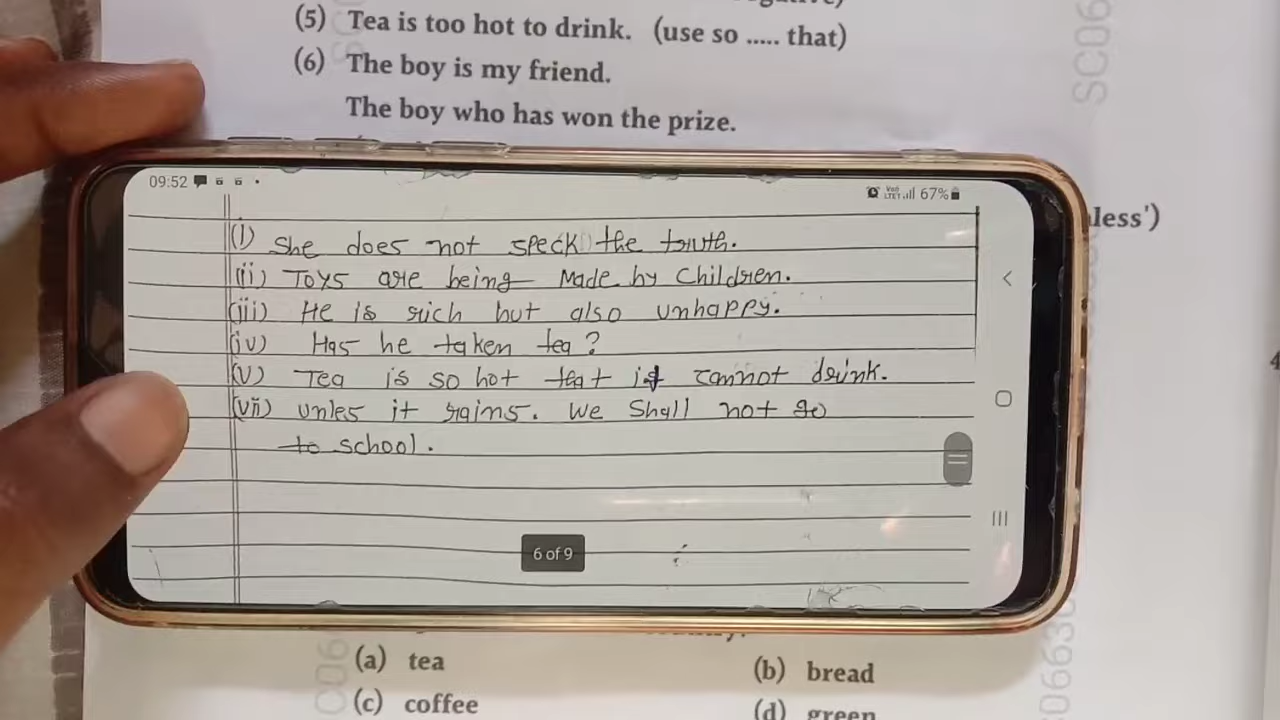 (5) Tea is too hot to drink. (use so ..... that)
(6) The boy is my friend.
The boy who has won the prize.
SC06
09:52
67%
less')
(i) She does not speck the truth.
(ii) Toys are being Made by Children.
(iii) He is rich but also unhappy.
(iv) Has he taken tea?
(v) Tea is so hot that it cannot drink.
(vii) unles it rains. we Shall not go
to school.
6 of 9
(a) tea
(b) bread
(c) coffee
(d) green